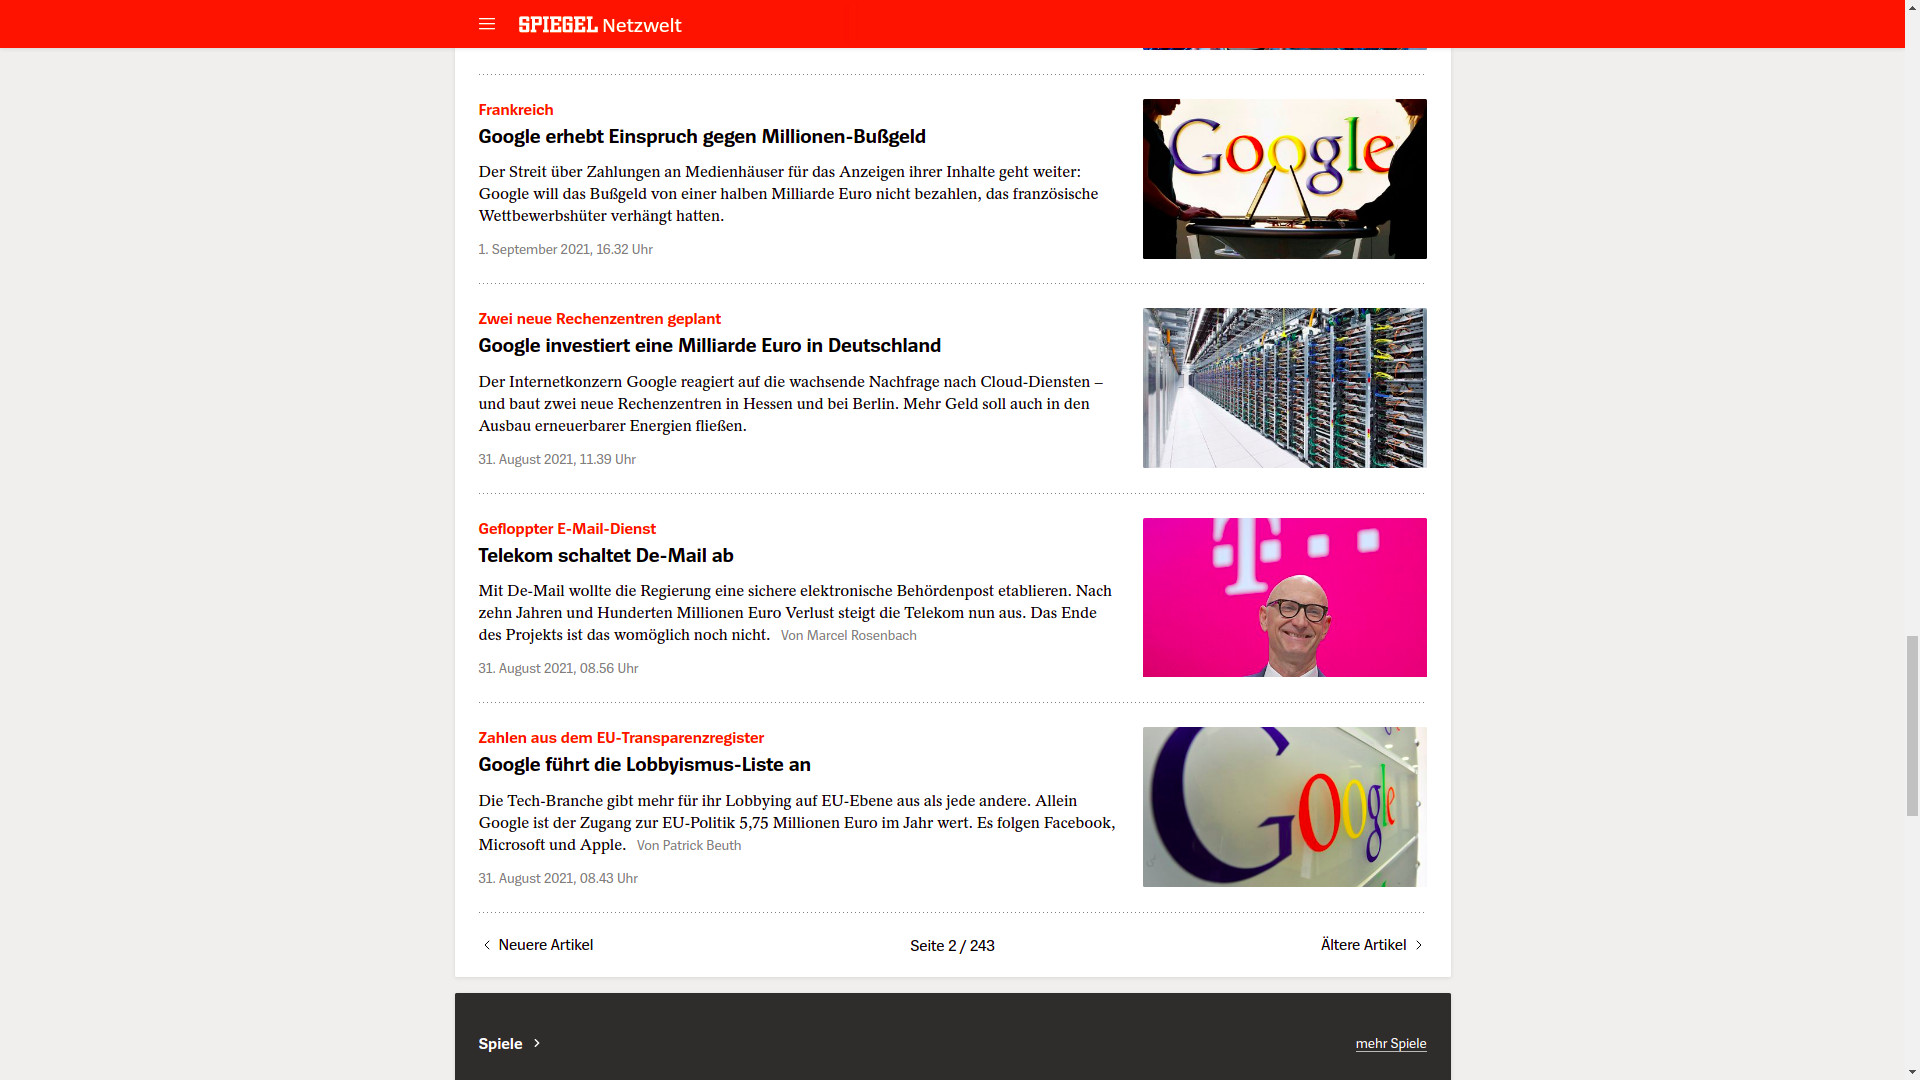 SPIEGEL Netzwelt
Frankreich
Google erhebt Einspruch gegen Millionen-Bußgeld
Der Streit über Zahlungen an Medienhäuser für das Anzeigen ihrer Inhalte geht weiter:
Google will das Bußgeld von einer halben Milliarde Euro nicht bezahlen, das französische
Wettbewerbshüter verhängt hatten.
1. September 2021, 16.32 Uhr
Google
Zwei neue Rechenzentren geplant
Google investiert eine Milliarde Euro in Deutschland
Der Internetkonzern Google reagiert auf die wachsende Nachfrage nach Cloud-Diensten –
und baut zwei neue Rechenzentren in Hessen und bei Berlin. Mehr Geld soll auch in den
Ausbau erneuerbarer Energien fließen.
31. August 2021, 11.39 Uhr
Gefloppter E-Mail-Dienst
Telekom schaltet De-Mail ab
Mit De-Mail wollte die Regierung eine sichere elektronische Behördenpost etablieren. Nach
zehn Jahren und Hunderten Millionen Euro Verlust steigt die Telekom nun aus. Das Ende
des Projekts ist das womöglich noch nicht. Von Marcel Rosenbach
31. August 2021, 08.56 Uhr
T
Zahlen aus dem EU-Transparenzregister
Google führt die Lobbyismus-Liste an
Die Tech-Branche gibt mehr für ihr Lobbying auf EU-Ebene aus als jede andere. Allein
Google ist der Zugang zur EU-Politik 5,75 Millionen Euro im Jahr wert. Es folgen Facebook,
Microsoft und Apple. Von Patrick Beuth
31. August 2021, 08.43 Uhr
Google
Neuere Artikel
Seite 2 / 243
Ältere Artikel
Spiele
mehr Spiele